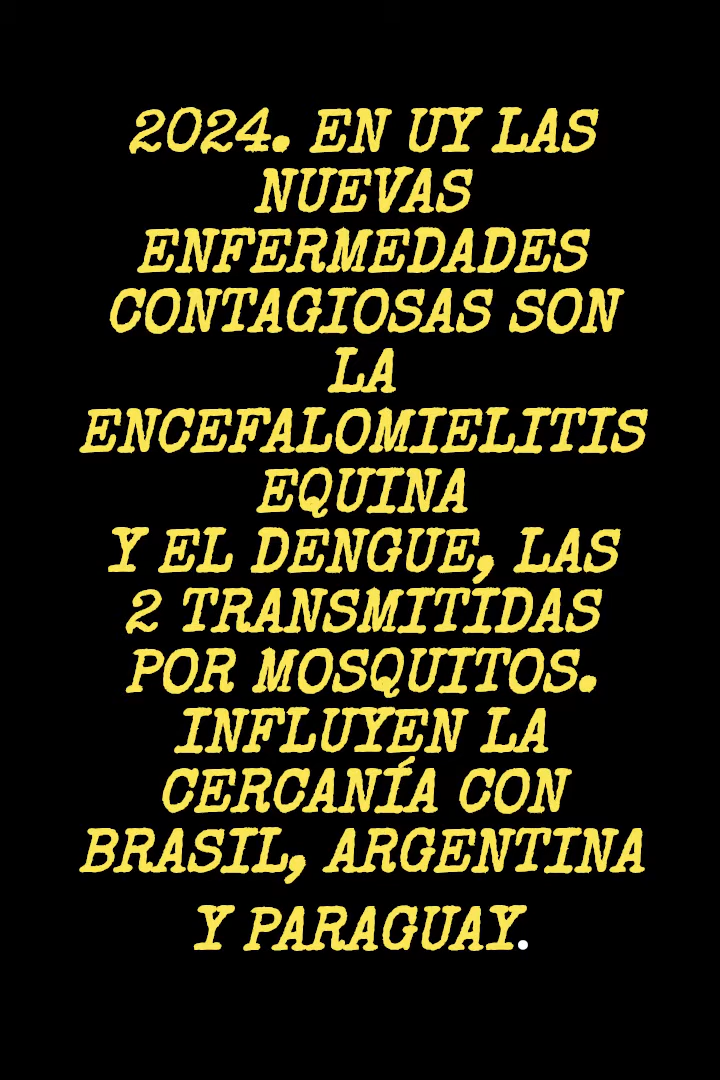 2024. EN UY LAS
NUEVAS
ENFERMEDADES
CONTAGIOSAS SON
LA
ENCEFALOMIELITIS
EQUINA
Y EL DENGUE, LAS
2 TRANSMITIDAS
POR MOSQUITOS.
INFLUYEN LA
CERCANÍA CON
BRASIL, ARGENTINA
Y PARAGUAY.